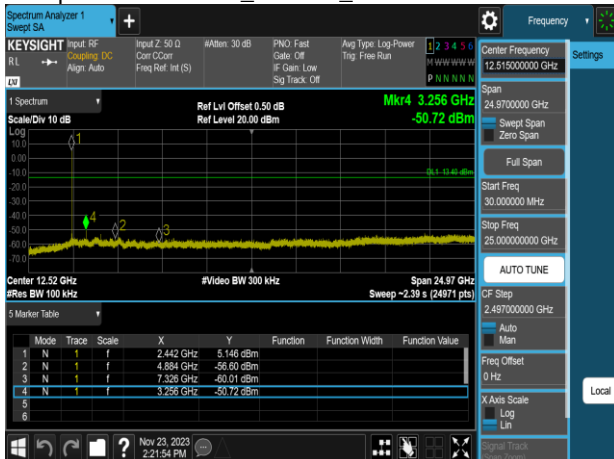 Spectrum Analyzer 1
Swept SA
+
Frequency
KEYSIGHT
RL
LXI
Input: RF
Coupling: DC
Align: Auto
Input Z: 50 Ω
Corr CCorr
Freq Ref: Int (S)
#Atten: 30 dB
PNO: Fast
Gate: Off
IF Gain: Low
Sig Track: Off
Avg Type: Log-Power
Trig: Free Run
1 2 3 4 5 6
M W W W W W
P N N N N N
1 Spectrum
Scale/Div 10 dB
Ref Lvl Offset 0.50 dB
Ref Level 20.00 dBm
Mkr4 3.256 GHz
-50.72 dBm
Log
10.0
0.00
-10.0
-20.0
-30.0
-40.0
-50.0
-60.0
-70.0
1
4
2
3
DL1 -13.40 dBm
Center 12.52 GHz
#Video BW 300 kHz
Span 24.97 GHz
#Res BW 100 kHz
Sweep ~2.39 s (24971 pts)
5 Marker Table
Mode Trace Scale X Y Function Function Width Function Value
1 N 1 f 2.442 GHz 5.146 dBm
2 N 1 f 4.884 GHz -56.60 dBm
3 N 1 f 7.326 GHz -60.01 dBm
4 N 1 f 3.256 GHz -50.72 dBm
5
6
?
Nov 23, 2023
2:21:54 PM
Center Frequency
12.515000000 GHz
Span
24.9700000 GHz
Swept Span
Zero Span
Full Span
Start Freq
30.000000 MHz
Stop Freq
25.000000000 GHz
AUTO TUNE
CF Step
2.497000000 GHz
Auto
Man
Freq Offset
0 Hz
X Axis Scale
Log
Lin
Signal Track
(Span Zoom)
Settings
Local